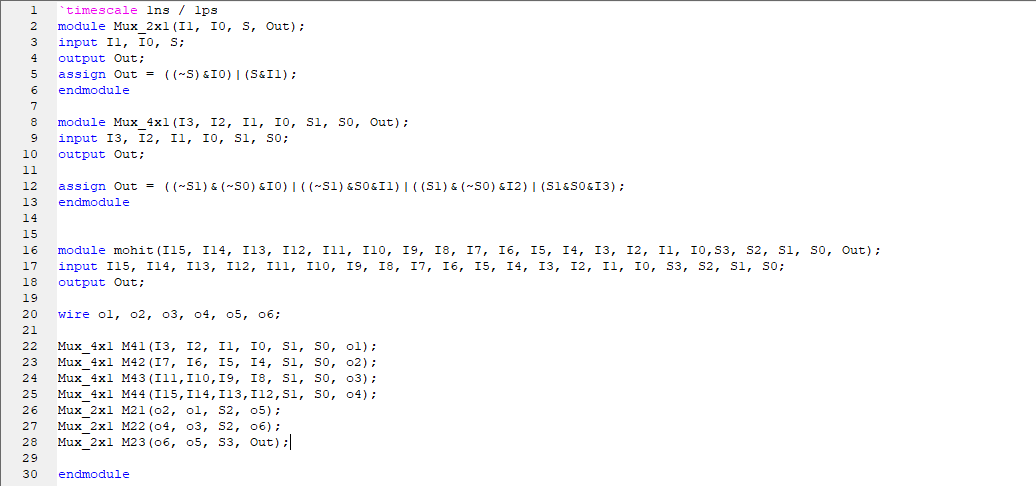 1 `timescale 1ns / 1ps
2 module Mux_2x1(I1, I0, S, Out);
3 input I1, I0, S;
4 output Out;
5 assign Out = ((~S)&I0)|(S&I1);
6 endmodule
7
8 module Mux_4x1(I3, I2, I1, I0, S1, S0, Out);
9 input I3, I2, I1, I0, S1, S0;
10 output Out;
11
12 assign Out = ((~S1)&(~S0)&I0)|((~S1)&S0&I1)|((S1)&(~S0)&I2)|(S1&S0&I3);
13 endmodule
14
15
16 module mohit(I15, I14, I13, I12, I11, I10, I9, I8, I7, I6, I5, I4, I3, I2, I1, I0,S3, S2, S1, S0, Out);
17 input I15, I14, I13, I12, I11, I10, I9, I8, I7, I6, I5, I4, I3, I2, I1, I0, S3, S2, S1, S0;
18 output Out;
19
20 wire o1, o2, o3, o4, o5, o6;
21
22 Mux_4x1 M41(I3, I2, I1, I0, S1, S0, o1);
23 Mux_4x1 M42(I7, I6, I5, I4, S1, S0, o2);
24 Mux_4x1 M43(I11,I10,I9, I8, S1, S0, o3);
25 Mux_4x1 M44(I15,I14,I13,I12,S1, S0, o4);
26 Mux_2x1 M21(o2, o1, S2, o5);
27 Mux_2x1 M22(o4, o3, S2, o6);
28 Mux_2x1 M23(o6, o5, S3, Out);
29
30 endmodule